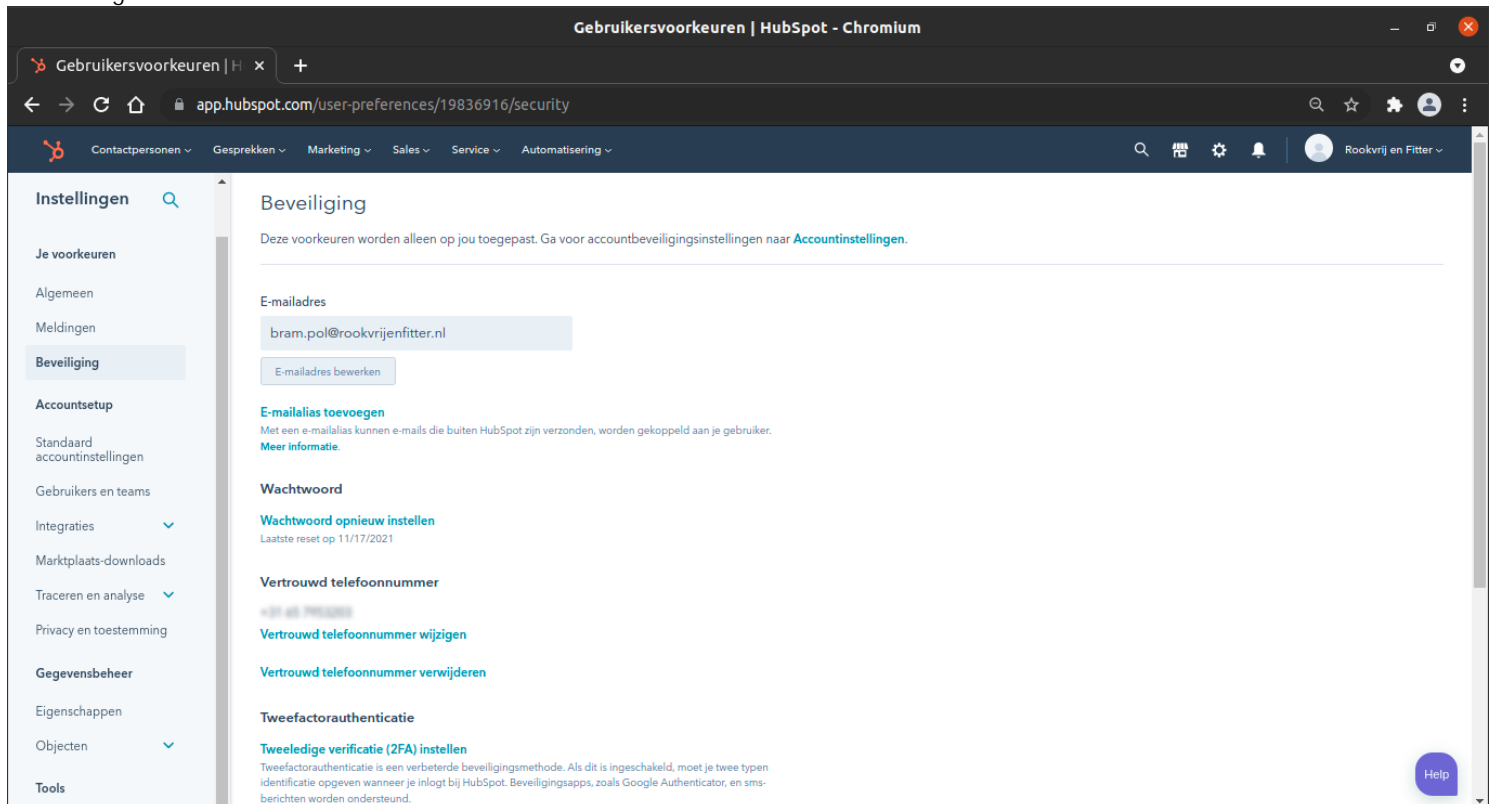 Gebruikersvoorkeuren | HubSpot - Chromium
Gebruikersvoorkeuren | H
app.hubspot.com/user-preferences/19836916/security
Contactpersonen Gesprekken Marketing Sales Service Automatisering Rookvrij en Fitter
Instellingen
Je voorkeuren
Algemeen
Meldingen
Beveiliging
Accountsetup
Standaard
accountinstellingen
Gebruikers en teams
Integraties
Marktplaats-downloads
Traceren en analyse
Privacy en toestemming
Gegevensbeheer
Eigenschappen
Objecten
Tools
Beveiliging
Deze voorkeuren worden alleen op jou toegepast. Ga voor accountbeveiligingsinstellingen naar Accountinstellingen.
E-mailadres
bram.pol@rookvrijenfitter.nl
E-mailadres bewerken
E-mailalias toevoegen
Met een e-mailalias kunnen e-mails die buiten HubSpot zijn verzonden, worden gekoppeld aan je gebruiker.
Meer informatie.
Wachtwoord
Wachtwoord opnieuw instellen
Laatste reset op 11/17/2021
Vertrouwd telefoonnummer
Vertrouwd telefoonnummer wijzigen
Vertrouwd telefoonnummer verwijderen
Tweefactorauthenticatie
Tweeledige verificatie (2FA) instellen
Tweefactorauthenticatie is een verbeterde beveiligingsmethode. Als dit is ingeschakeld, moet je twee typen
identificatie opgeven wanneer je inlogt bij HubSpot. Beveiligingsapps, zoals Google Authenticator, en sms-
berichten worden ondersteund.
Help